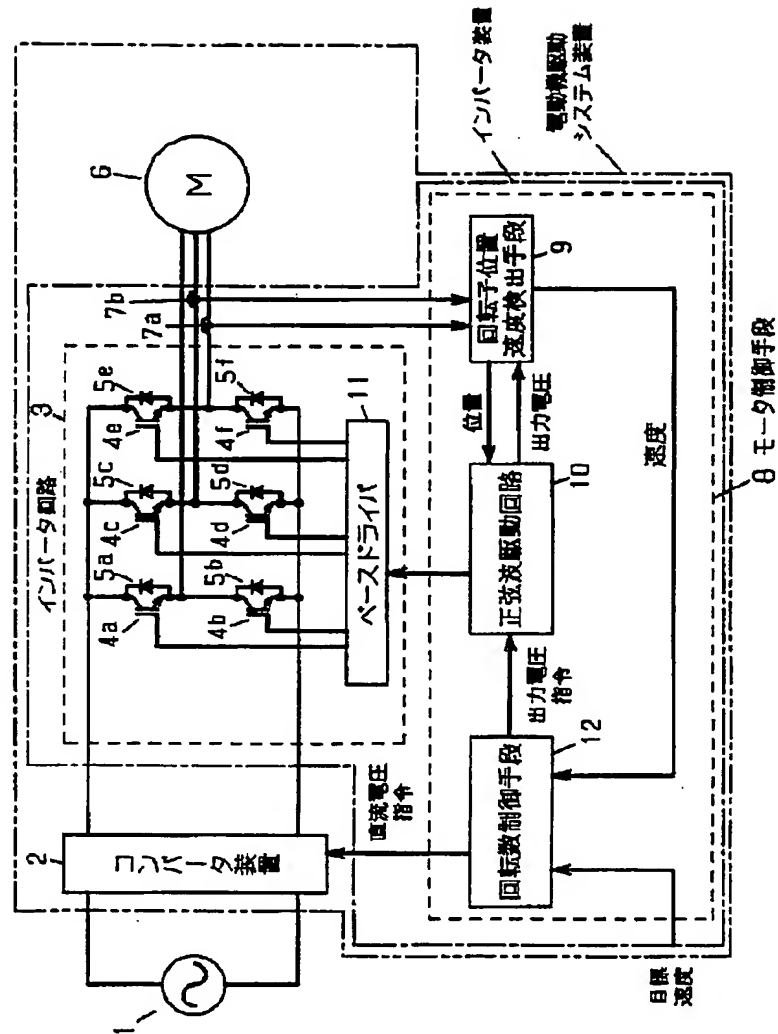 1
2
コンバータ装置
直流電圧
指令
インバータ回路
3
4a
5a
4c
5c
4e
5e
4b
5b
4d
5d
4f
5f
ベースドライバ
11
7a
7b
6
M
目標
速度
回転数制御手段
12
出力電圧
指令
正弦波駆動回路
10
位置
出力電圧
回転子位置
速度検出手段
9
速度
8 モータ制御手段
インバータ装置
電動機駆動
システム装置